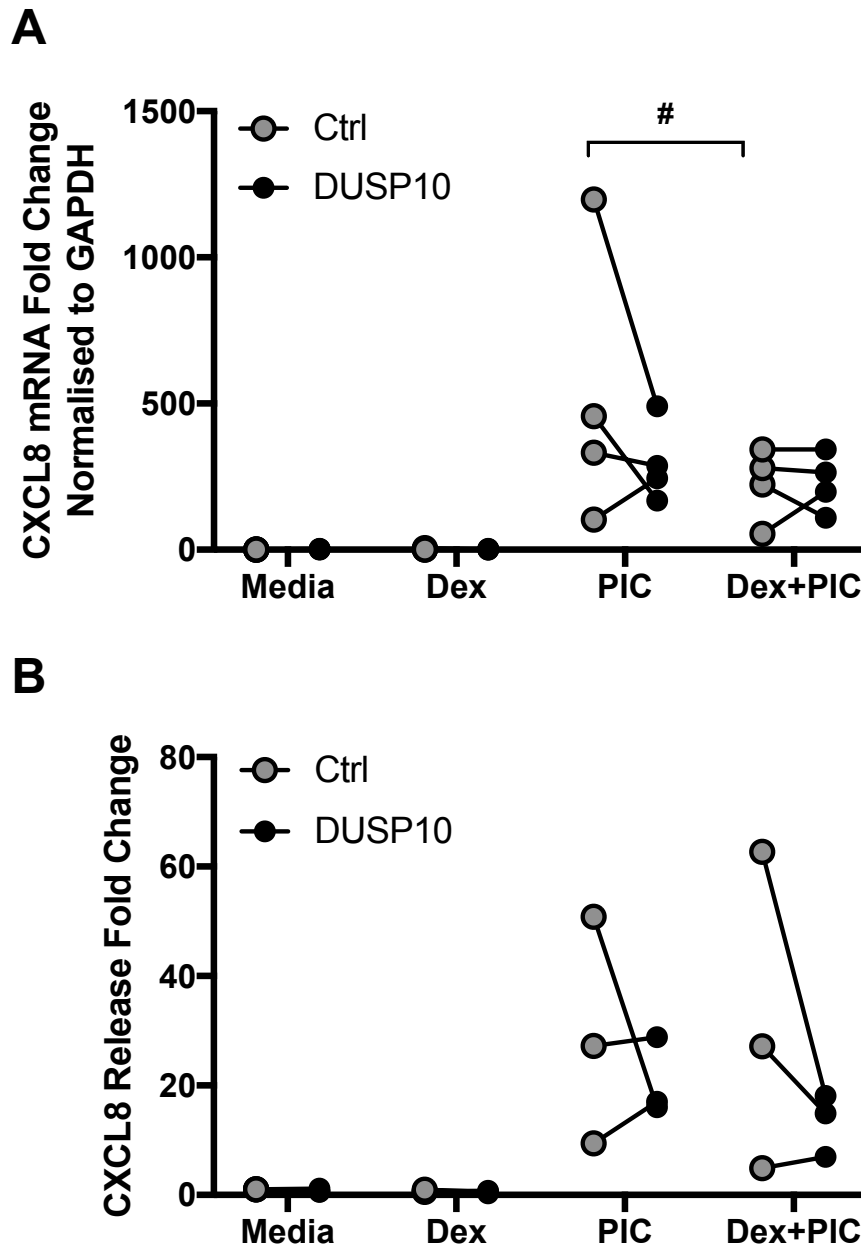 A
CXCL8 mRNA Fold Change
Normalised to GAPDH
1500
1000
500
0
Ctrl
DUSP10
#
Media Dex PIC Dex+PIC
B
CXCL8 Release Fold Change
80
60
40
20
0
Ctrl
DUSP10
Media Dex PIC Dex+PIC